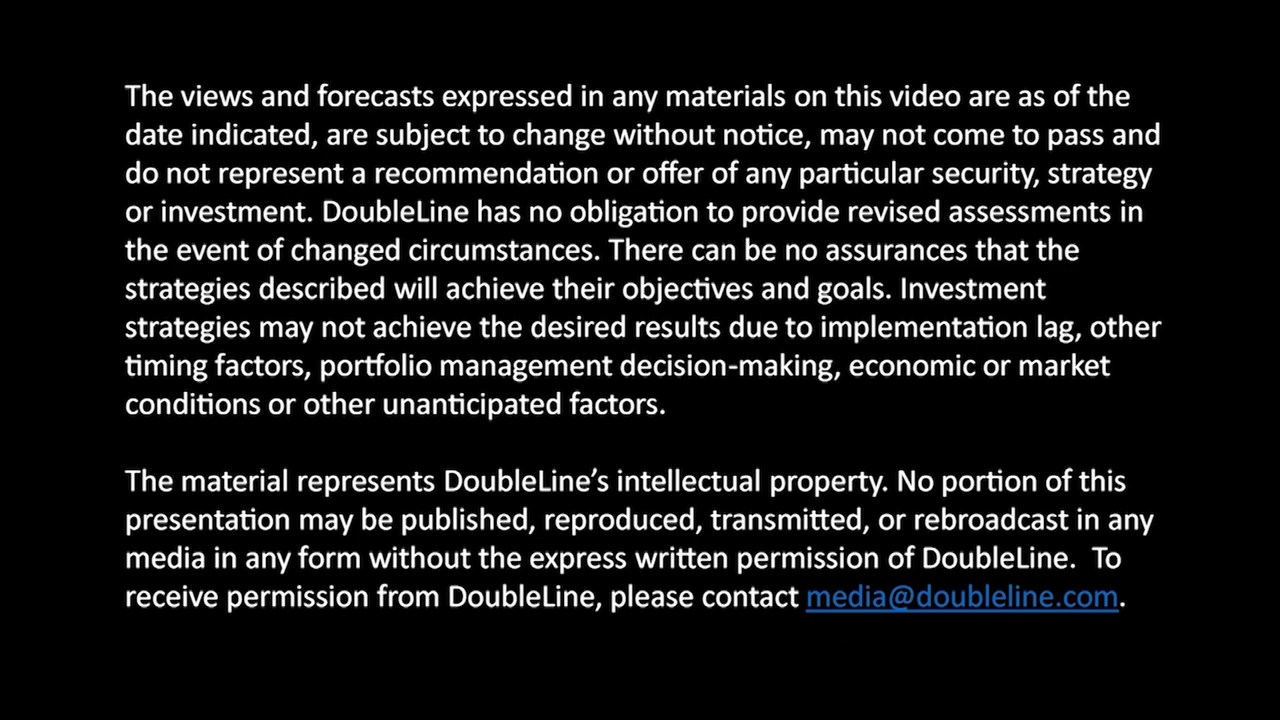 The views and forecasts expressed in any materials on this video are as of the
date indicated, are subject to change without notice, may not come to pass and
do not represent a recommendation or offer of any particular security, strategy
or investment. DoubleLine has no obligation to provide revised assessments in
the event of changed circumstances. There can be no assurances that the
strategies described will achieve their objectives and goals. Investment
strategies may not achieve the desired results due to implementation lag, other
timing factors, portfolio management decision-making, economic or market
conditions or other unanticipated factors.
The material represents DoubleLine’s intellectual property. No portion of this
presentation may be published, reproduced, transmitted, or rebroadcast in any
media in any form without the express written permission of DoubleLine.  To
receive permission from DoubleLine, please contact media@doubleline.com.